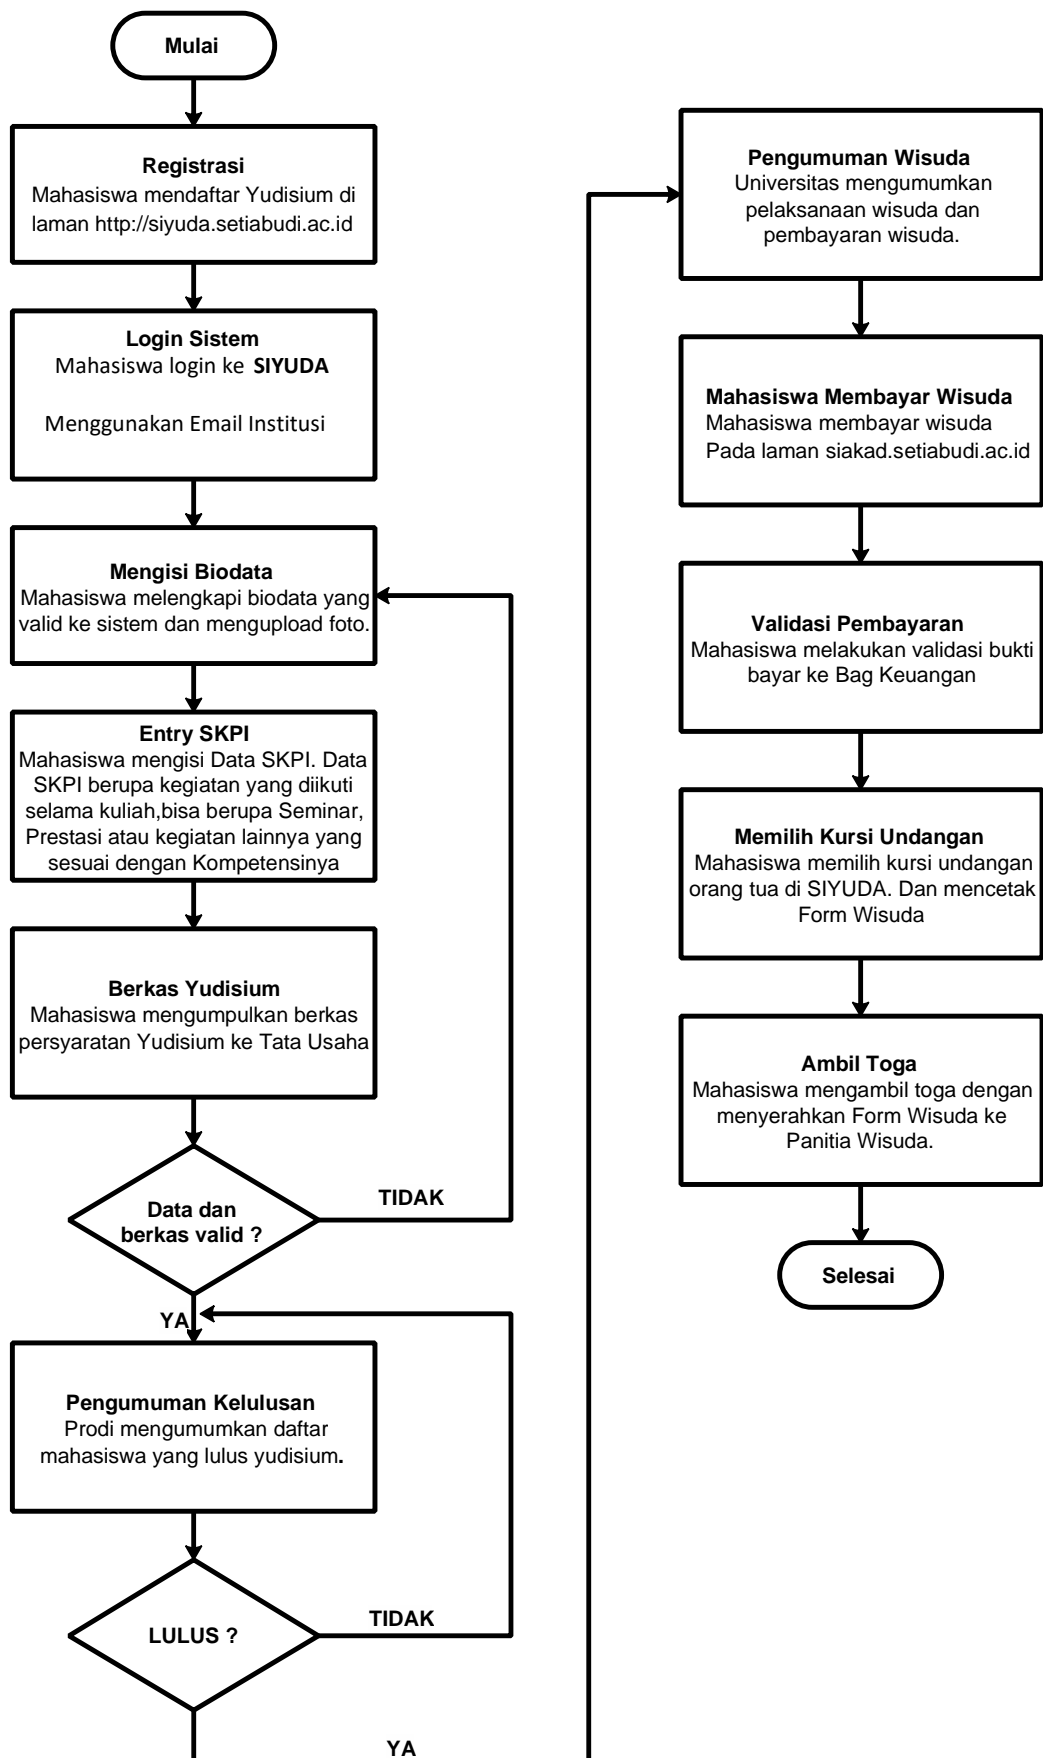 Mulai
Registrasi
Mahasiswa mendaftar Yudisium di
laman http://siyuda.setiabudi.ac.id
Login Sistem
Mahasiswa login ke SIYUDA
Menggunakan Email Institusi
Mengisi Biodata
Mahasiswa melengkapi biodata yang
valid ke sistem dan mengupload foto.
Entry SKPI
Mahasiswa mengisi Data SKPI. Data
SKPI berupa kegiatan yang diikuti
selama kuliah,bisa berupa Seminar,
Prestasi atau kegiatan lainnya yang
sesuai dengan Kompetensinya
Berkas Yudisium
Mahasiswa mengumpulkan berkas
persyaratan Yudisium ke Tata Usaha
Data dan
berkas valid ?
TIDAK
YA
Pengumuman Kelulusan
Prodi mengumumkan daftar
mahasiswa yang lulus yudisium.
LULUS ?
TIDAK
YA
Pengumuman Wisuda
Universitas mengumumkan
pelaksanaan wisuda dan
pembayaran wisuda.
Mahasiswa Membayar Wisuda
Mahasiswa membayar wisuda
Pada laman siakad.setiabudi.ac.id
Validasi Pembayaran
Mahasiswa melakukan validasi bukti
bayar ke Bag Keuangan
Memilih Kursi Undangan
Mahasiswa memilih kursi undangan
orang tua di SIYUDA. Dan mencetak
Form Wisuda
Ambil Toga
Mahasiswa mengambil toga dengan
menyerahkan Form Wisuda ke
Panitia Wisuda.
Selesai